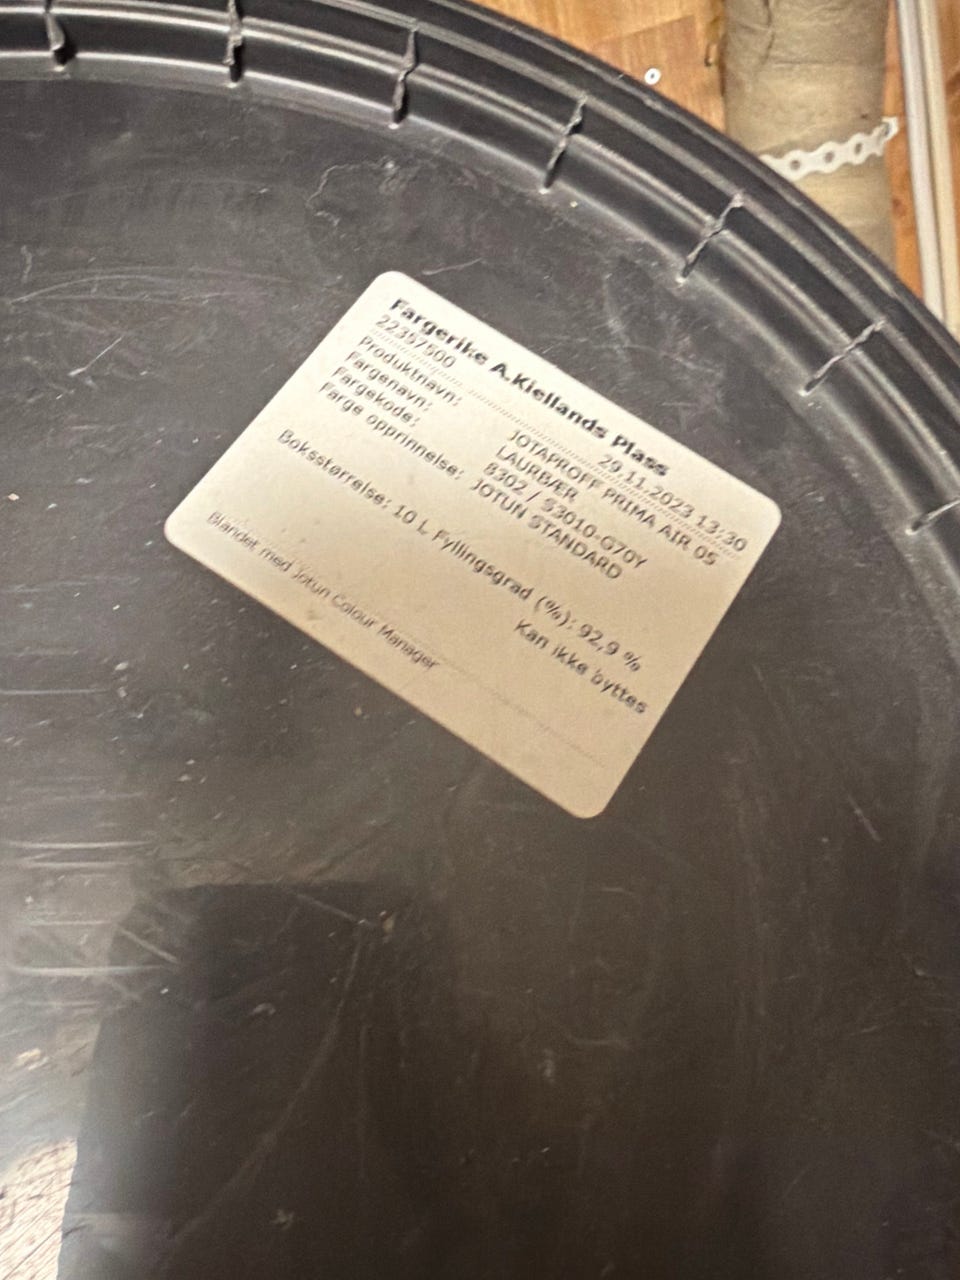 Fargerike A.Kiellands Plass
22357500 29.11.2023 13:30
Produktnavn: JOTAPROFF PRIMA AIR 05
Fargenavn: LAURBÆR
Fargekode: 8302 / S3010-G70Y
Farge opprinnelse: JOTUN STANDARD
Boksstørrelse: 10 L Fyllingsgrad (%): 92,9 %
Kan ikke byttes
Blandet med Jotun Colour Manager